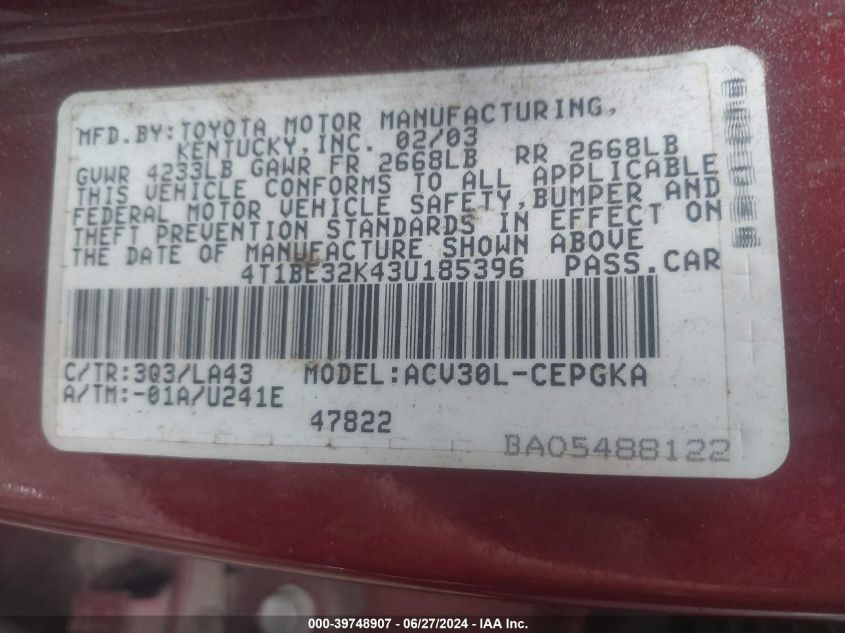 MFD.BY:TOYOTA MOTOR MANUFACTURING,
KENTUCKY,INC. 02/03
GVWR 4233LB GAWR FR 2668LB RR 2668LB
THIS VEHICLE CONFORMS TO ALL APPLICABLE
FEDERAL MOTOR VEHICLE SAFETY,BUMPER AND
THEFT PREVENTION STANDARDS IN EFFECT ON
THE DATE OF MANUFACTURE SHOWN ABOVE
4T1BE32K43U185396 PASS.CAR
C/TR:3Q3/LA43 MODEL:ACV30L-CEPGKA
A/TM:-01A/U241E
47822
BA05488122
000-39748907 - 06/27/2024 - IAA Inc.